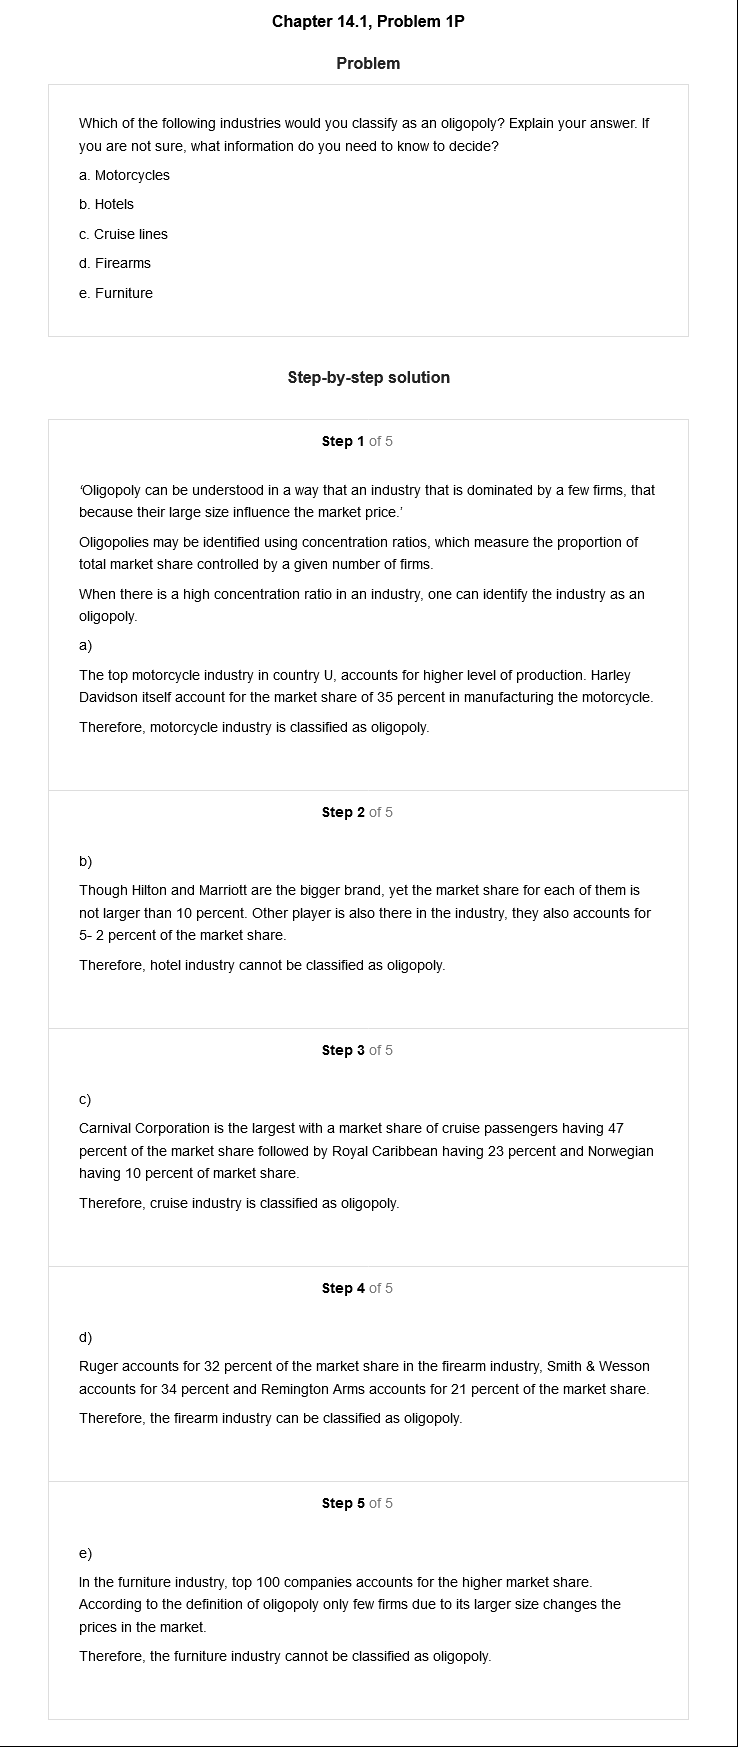 Chapter 14.1, Problem 1P
Problem
Which of the following industries would you classify as an oligopoly? Explain your answer. If
you are not sure, what information do you need to know to decide?
a. Motorcycles
b. Hotels
c. Cruise lines
d. Firearms
e. Furniture
Step-by-step solution
Step 1 of 5
‘Oligopoly can be understood in a way that an industry that is dominated by a few firms, that
because their large size influence the market price.’
Oligopolies may be identified using concentration ratios, which measure the proportion of
total market share controlled by a given number of firms.
When there is a high concentration ratio in an industry, one can identify the industry as an
oligopoly.
a)
The top motorcycle industry in country U, accounts for higher level of production. Harley
Davidson itself account for the market share of 35 percent in manufacturing the motorcycle.
Therefore, motorcycle industry is classified as oligopoly.
Step 2 of 5
b)
Though Hilton and Marriott are the bigger brand, yet the market share for each of them is
not larger than 10 percent. Other player is also there in the industry, they also accounts for
5- 2 percent of the market share.
Therefore, hotel industry cannot be classified as oligopoly.
Step 3 of 5
c)
Carnival Corporation is the largest with a market share of cruise passengers having 47
percent of the market share followed by Royal Caribbean having 23 percent and Norwegian
having 10 percent of market share.
Therefore, cruise industry is classified as oligopoly.
Step 4 of 5
d)
Ruger accounts for 32 percent of the market share in the firearm industry, Smith & Wesson
accounts for 34 percent and Remington Arms accounts for 21 percent of the market share.
Therefore, the firearm industry can be classified as oligopoly.
Step 5 of 5
e)
In the furniture industry, top 100 companies accounts for the higher market share.
According to the definition of oligopoly only few firms due to its larger size changes the
prices in the market.
Therefore, the furniture industry cannot be classified as oligopoly.